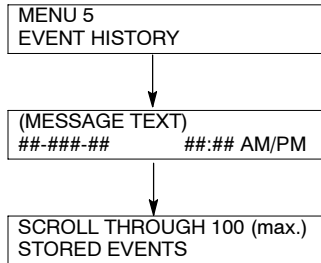 MENU 5
EVENT HISTORY
(MESSAGE TEXT)
##-###-## ##:## AM/PM
SCROLL THROUGH 100 (max.)
STORED EVENTS